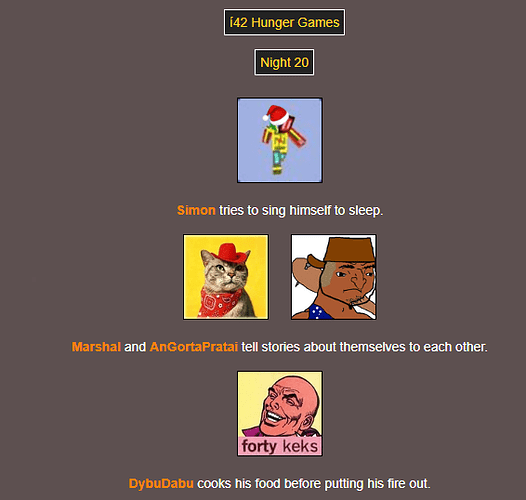 í42 Hunger Games
Night 20
Simon tries to sing himself to sleep.
Marshal and AnGortaPratai tell stories about themselves to each other.
forty keks
DybuDabu cooks his food before putting his fire out.